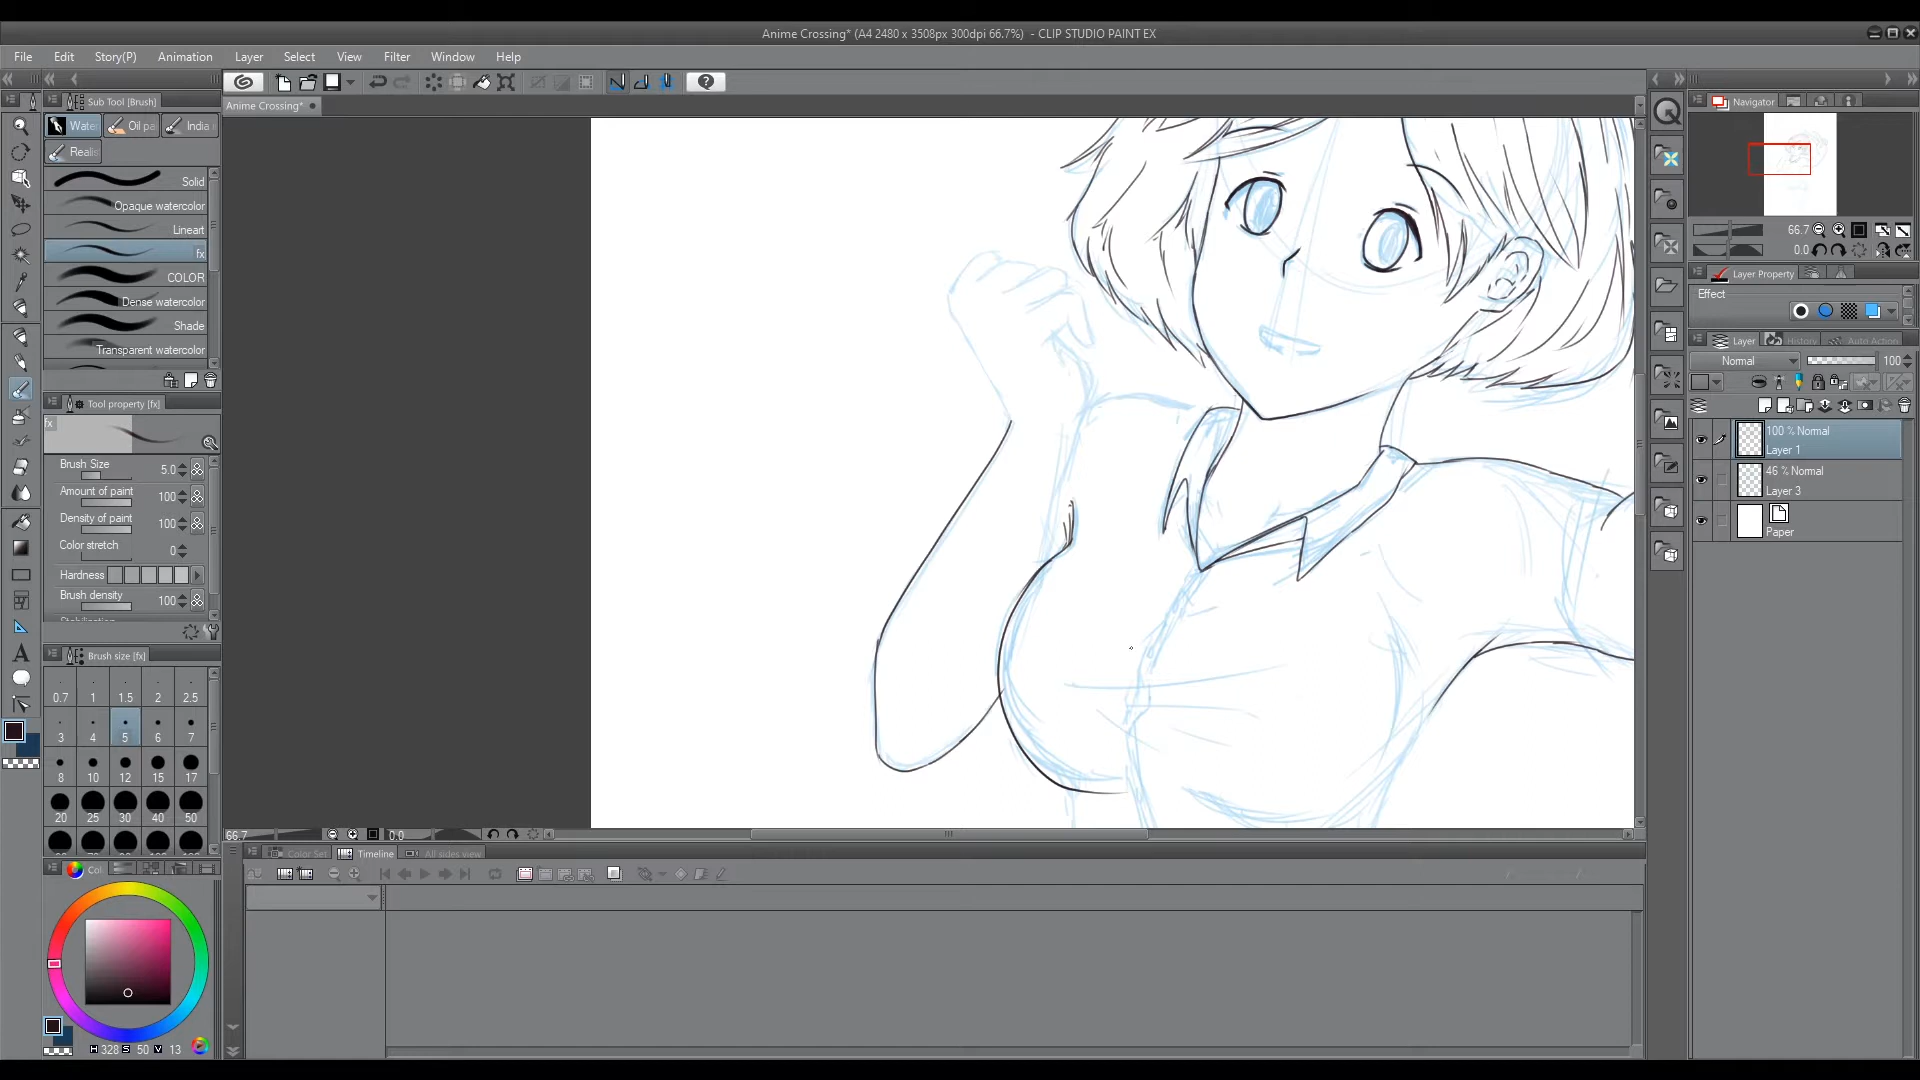 Anime Crossing* (A4 2480 x 3508px 300dpi 66.7%) - CLIP STUDIO PAINT EX
File Edit Story(P) Animation Layer Select View Filter Window Help
Sub Tool [Brush]
Anime Crossing*
Navigator
Wate Oil pa India
Realis
Solid
Opaque watercolor
Lineart
fx
COLOR
Dense watercolor
Shade
Transparent watercolor
66.7
0.0
Layer Property
Effect
Layer History Auto Action
Normal 100
100 % Normal
Layer 1
46 % Normal
Layer 3
Paper
Tool property [fx]
fx
Brush Size 5.0
Amount of paint 100
Density of paint 100
Color stretch 0
Hardness
Brush density 100
Brush size [fx]
0.7 1 1.5 2 2.5
3 4 5 6 7
8 10 12 15 17
20 25 30 40 50
66.7 0.0
Color Set Timeline All sides view
Col
H 328 S 50 V 13